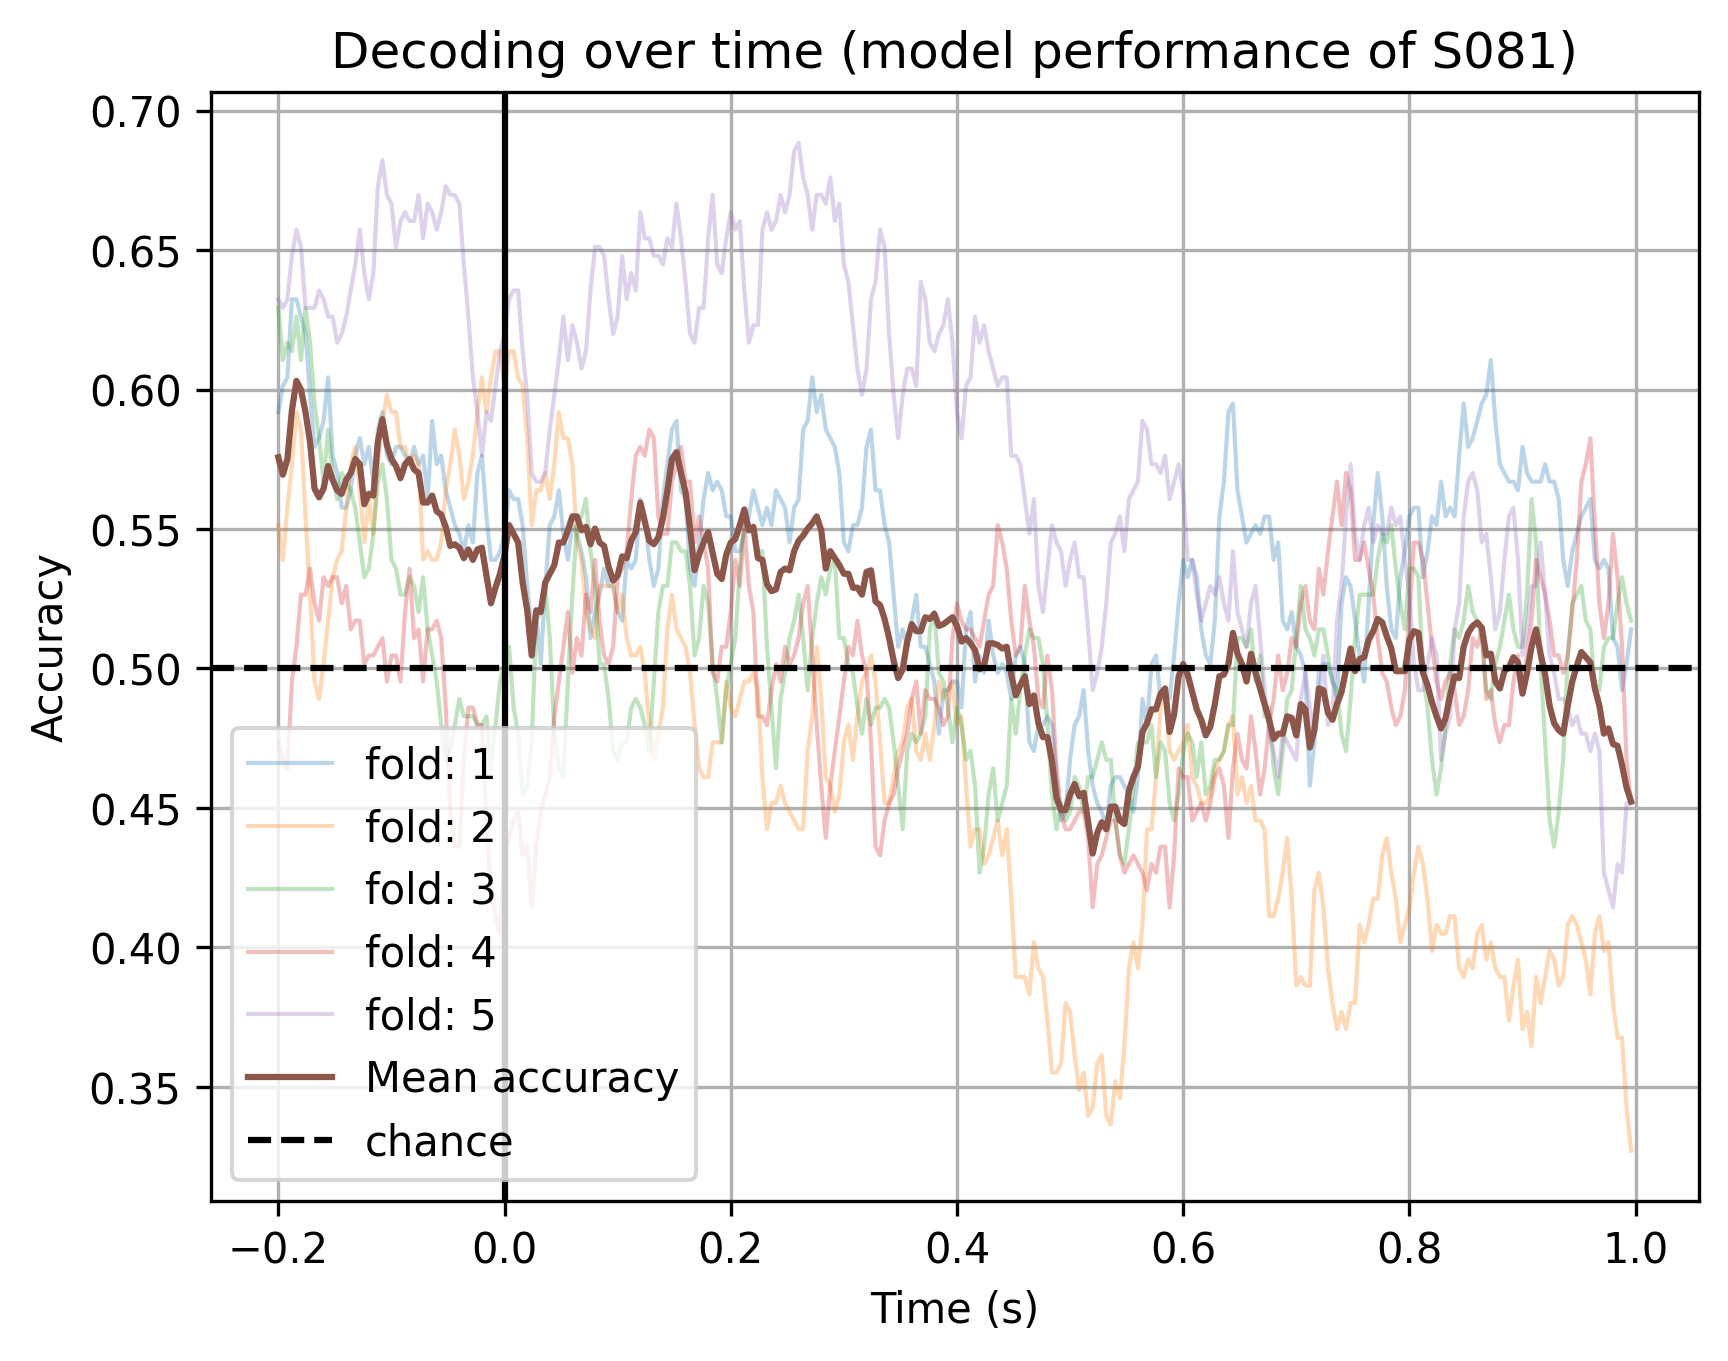 Decoding over time (model performance of S081)
Accuracy
0.70
0.65
0.60
0.55
0.50
0.45
0.40
0.35
fold: 1
fold: 2
fold: 3
fold: 4
fold: 5
Mean accuracy
chance
−0.2 0.0 0.2 0.4 0.6 0.8 1.0
Time (s)